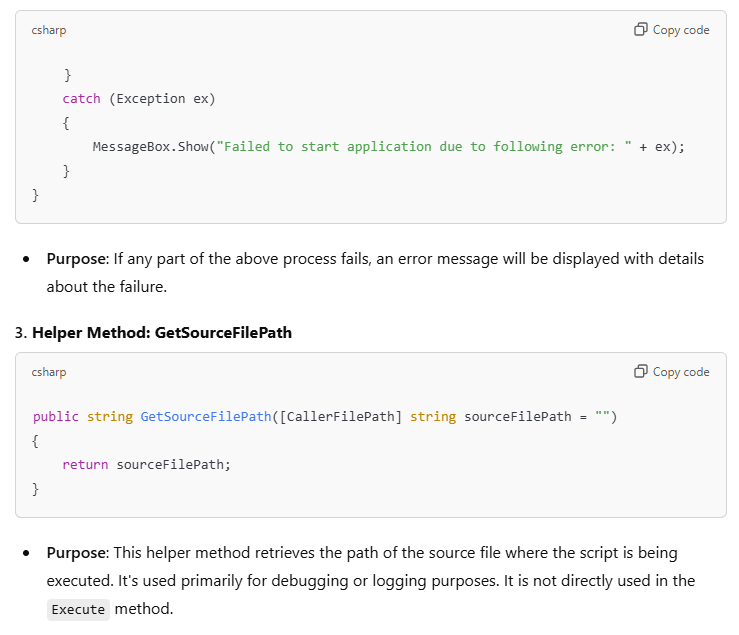 csharp
Copy code
}
catch (Exception ex)
{
MessageBox.Show("Failed to start application due to following error: " + ex);
}
}
• Purpose: If any part of the above process fails, an error message will be displayed with details
about the failure.
3. Helper Method: GetSourceFilePath
csharp
Copy code
public string GetSourceFilePath([CallerFilePath] string sourceFilePath = "")
{
return sourceFilePath;
}
• Purpose: This helper method retrieves the path of the source file where the script is being
executed. It's used primarily for debugging or logging purposes. It is not directly used in the
Execute method.